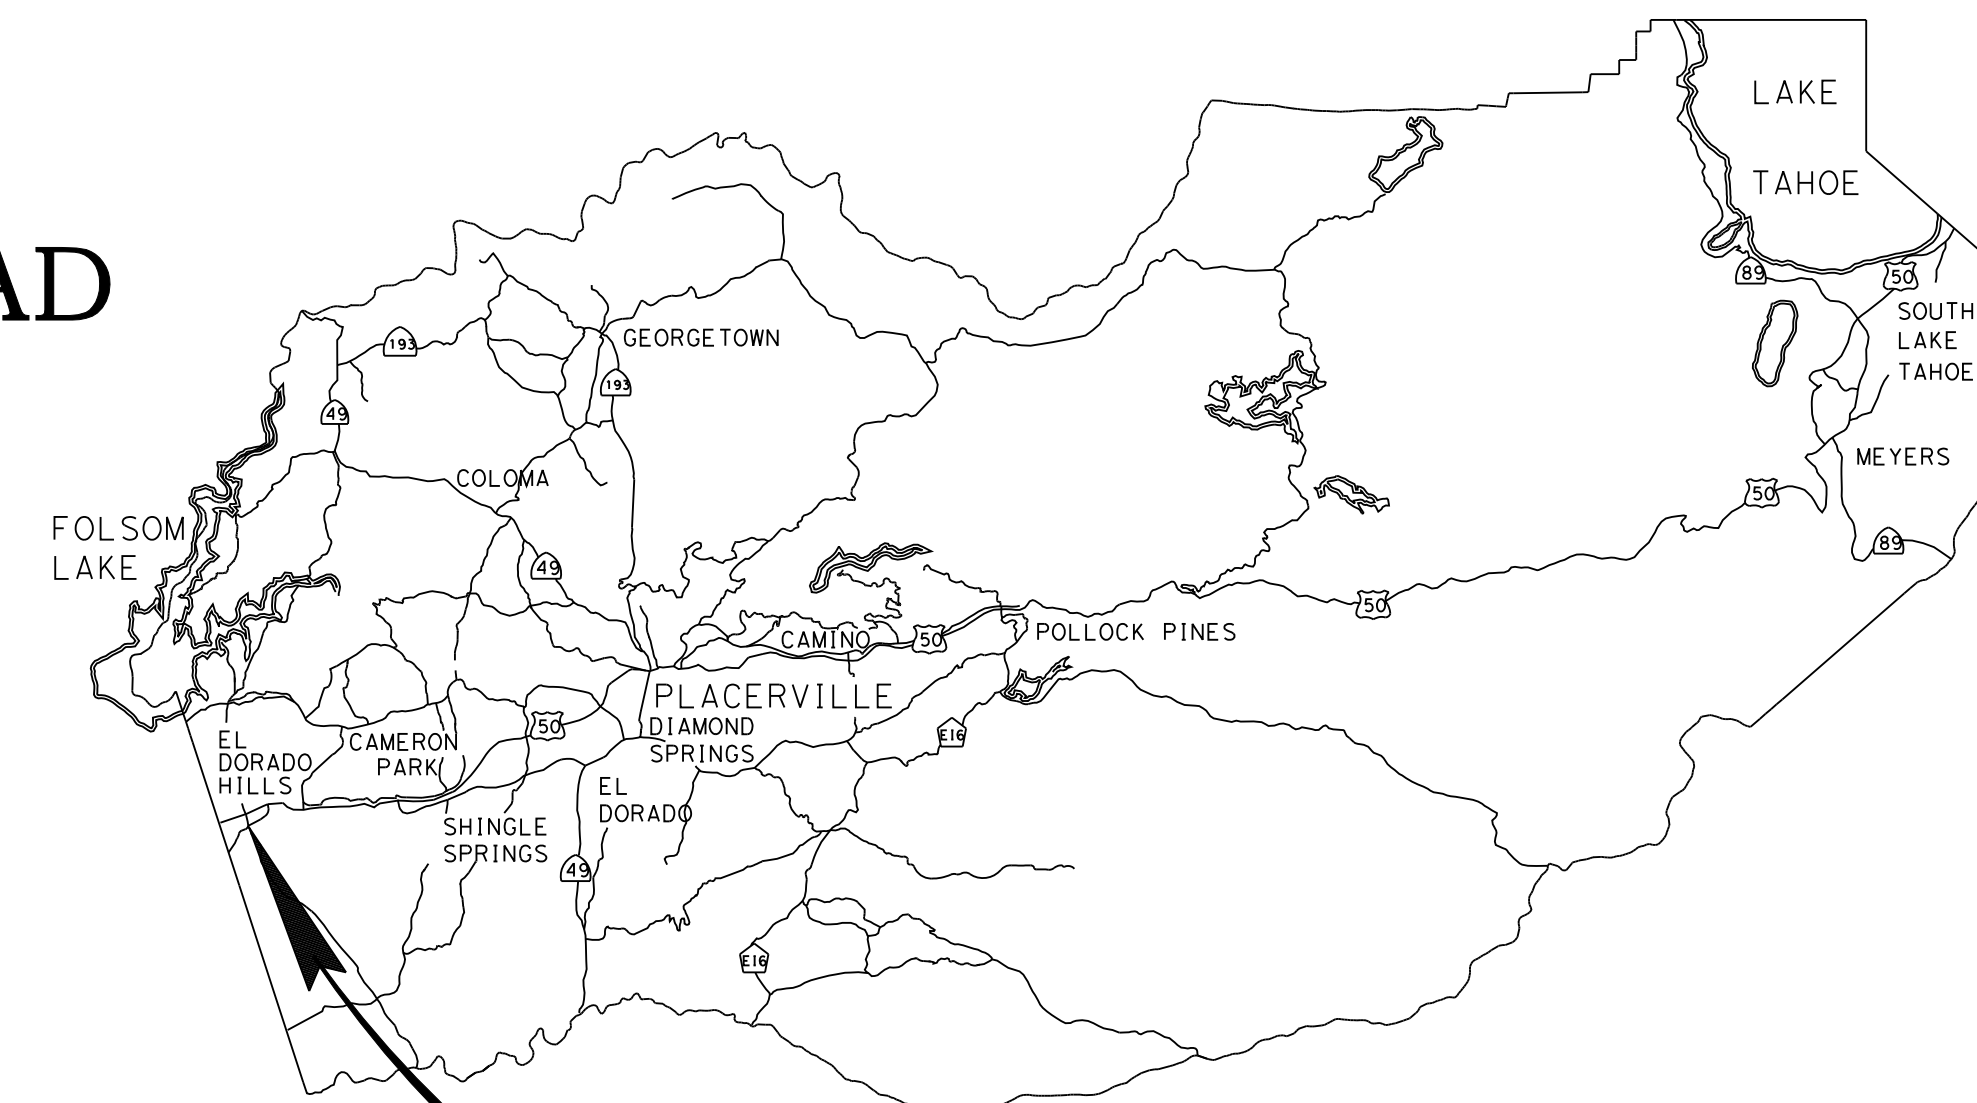 LAKE
TAHOE
AD
89
50
SOUTH
LAKE
TAHOE
193
GEORGETOWN
193
49
COLOMA
MEYERS
50
FOLSOM
LAKE
89
49
50
CAMINO
50
POLLOCK PINES
PLACERVILLE
50
DIAMOND
SPRINGS
E16
EL
DORADO
HILLS
CAMERON
PARK
EL
DORADO
SHINGLE
SPRINGS
49
E16